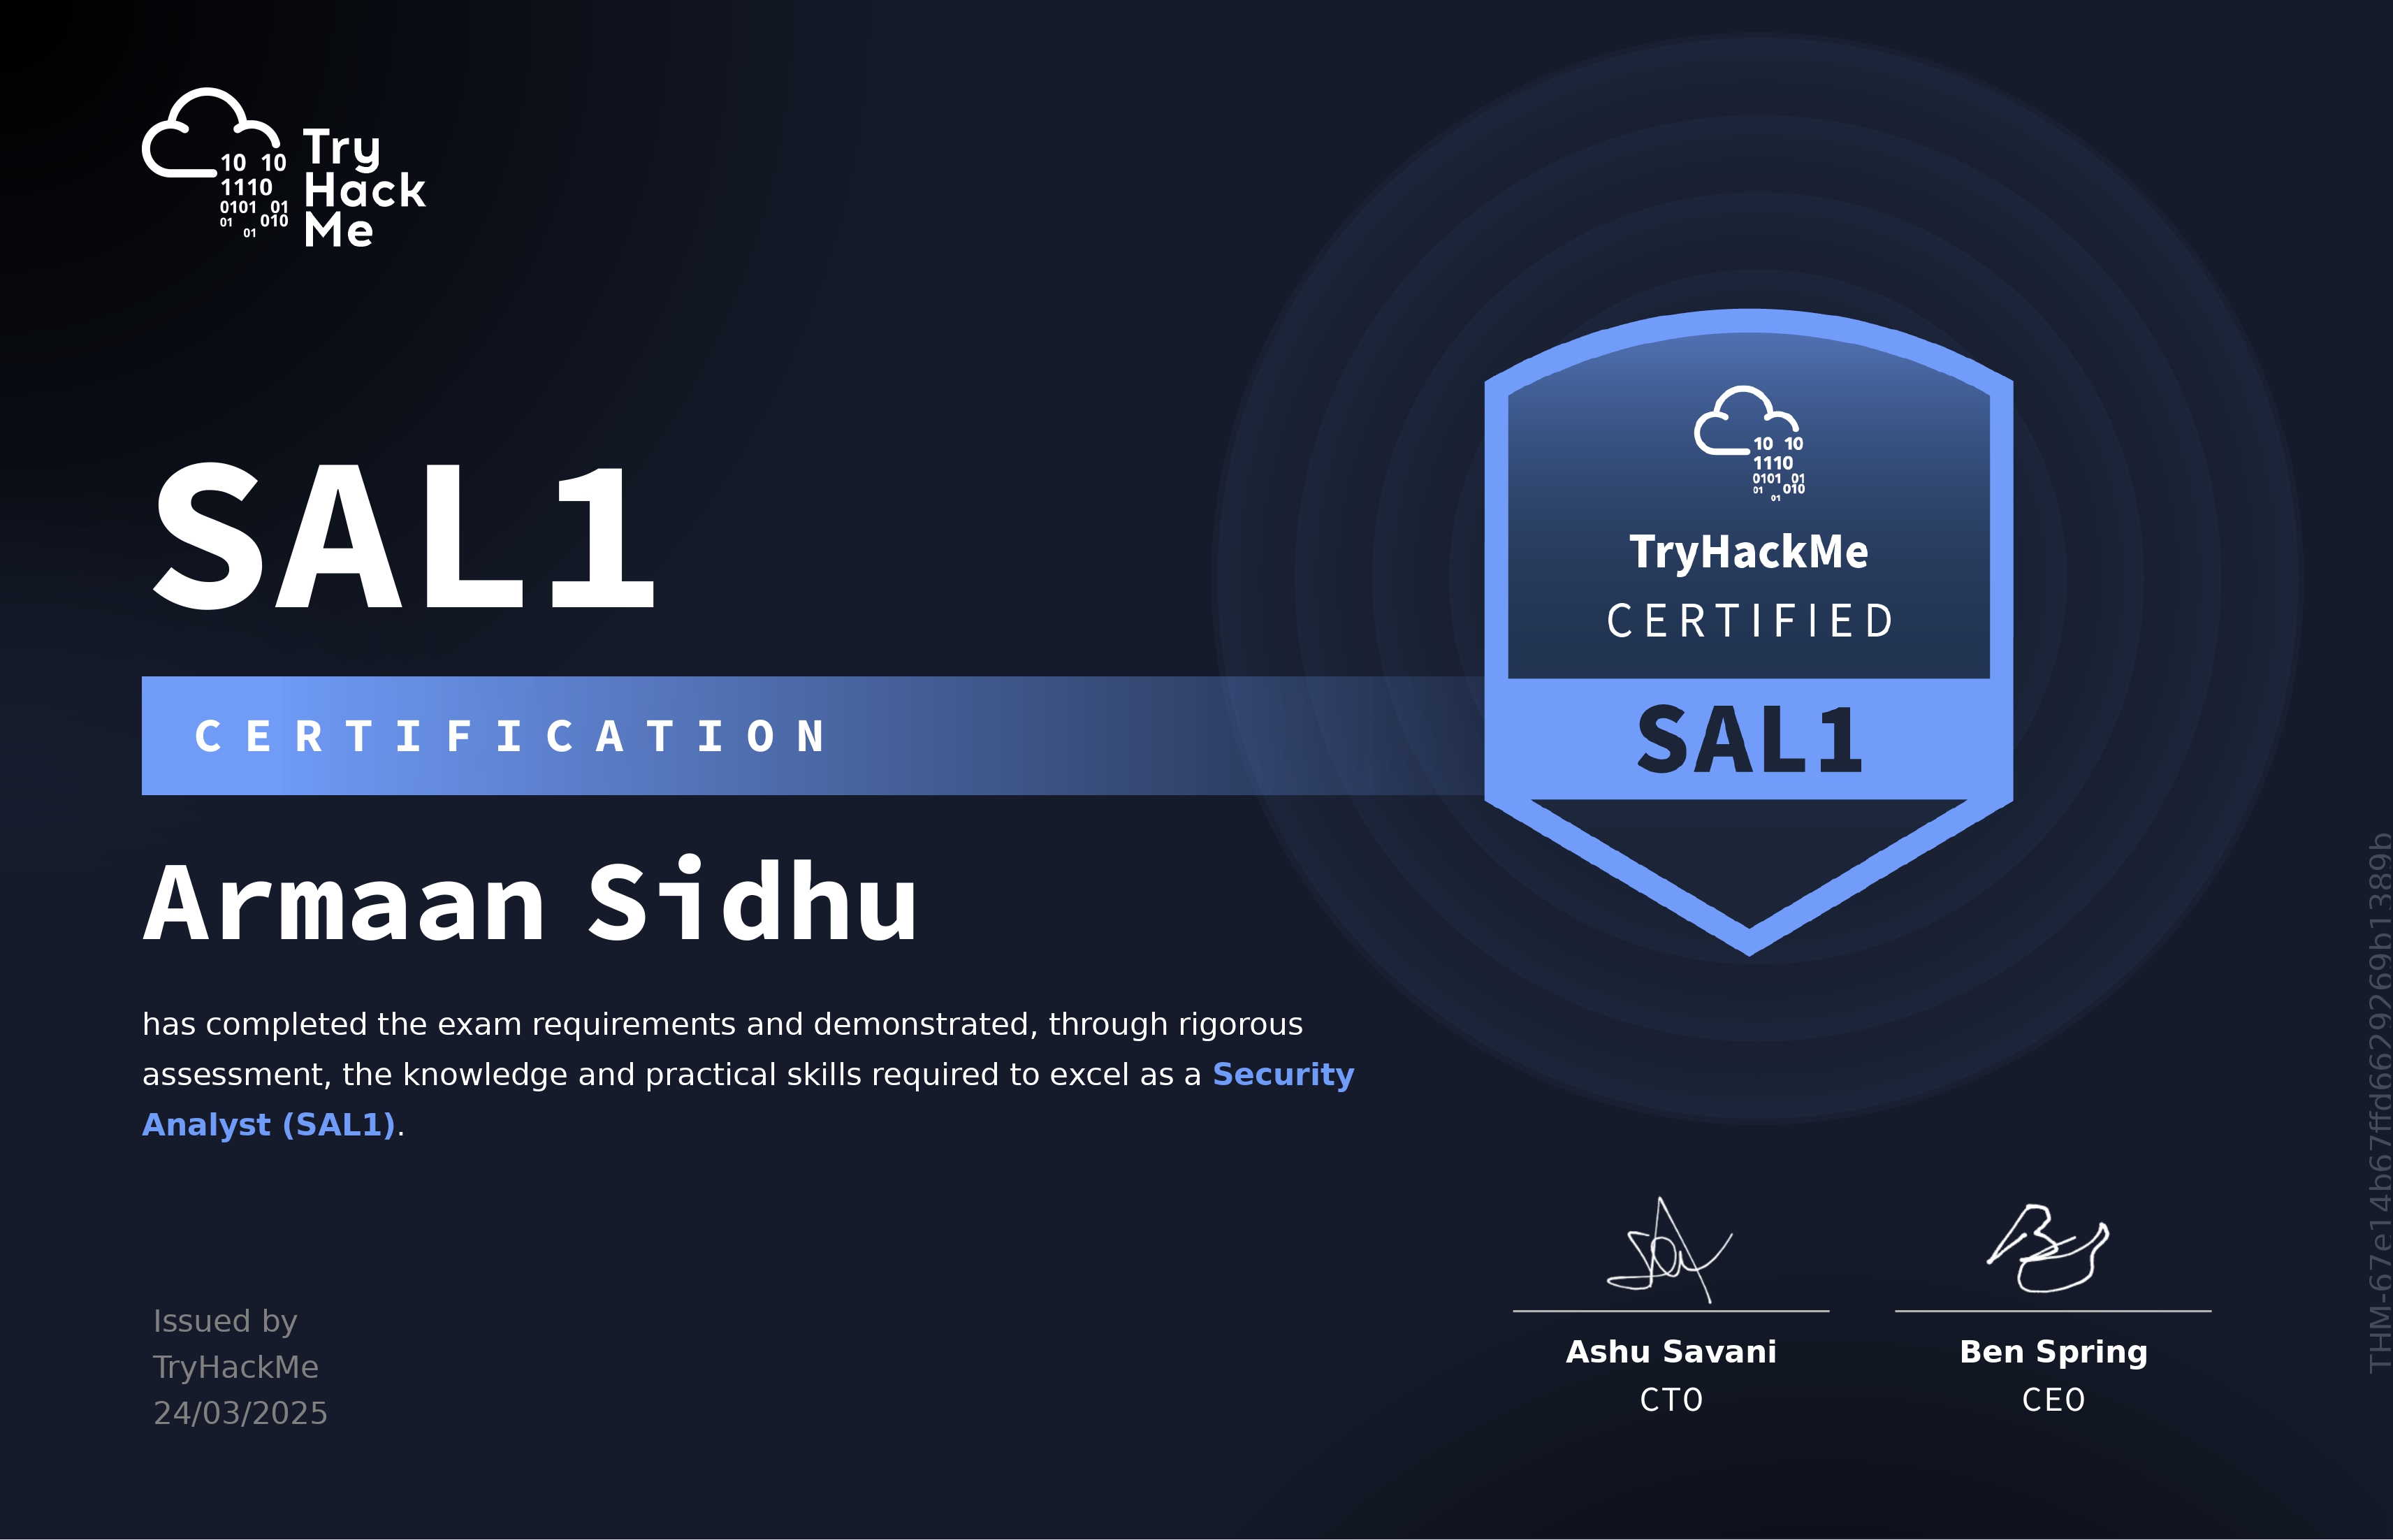 10 10
1110
0101 01
01 010
01
Try
Hack
Me
SAL1
CERTIFICATION
Armaan Sidhu
has completed the exam requirements and demonstrated, through rigorous
assessment, the knowledge and practical skills required to excel as a Security
Analyst (SAL1).
10 10
1110
0101 01
01 010
01
TryHackMe
CERTIFIED
SAL1
Issued by
TryHackMe
24/03/2025
Ashu Savani
CTO
Ben Spring
CEO
THM-67e14b67ffd66292269b1389b